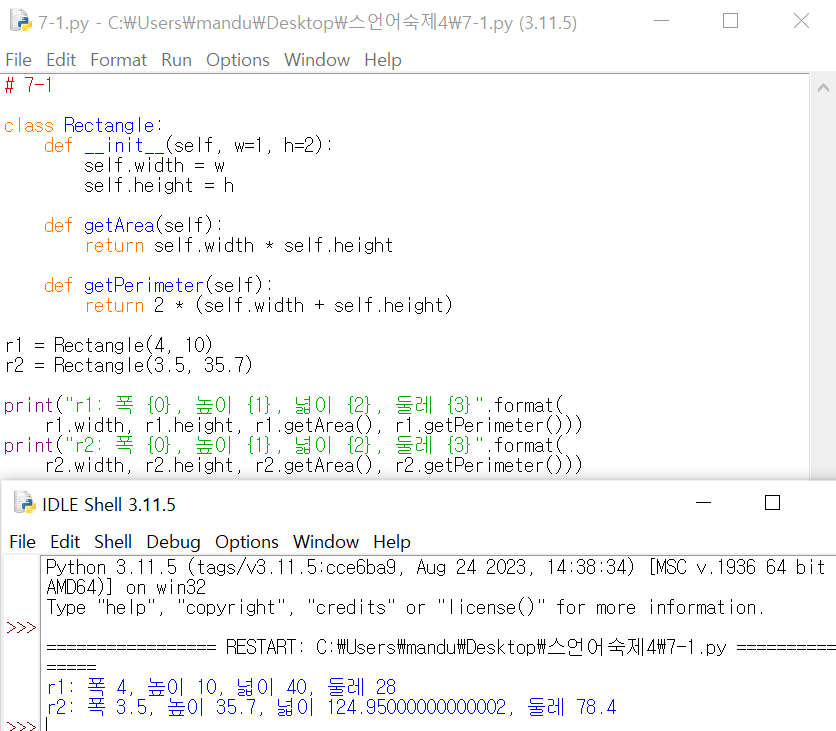 7-1.py - C:₩Users₩mandu₩Desktop₩스언어숙제4₩7-1.py (3.11.5)
File Edit Format Run Options Window Help
# 7-1
class Rectangle:
    def __init__(self, w=1, h=2):
        self.width = w
        self.height = h
    def getArea(self):
        return self.width * self.height
    def getPerimeter(self):
        return 2 * (self.width + self.height)
r1 = Rectangle(4, 10)
r2 = Rectangle(3.5, 35.7)
print("r1: 폭 {0}, 높이 {1}, 넓이 {2}, 둘레 {3}".format(
    r1.width, r1.height, r1.getArea(), r1.getPerimeter()))
print("r2: 폭 {0}, 높이 {1}, 넓이 {2}, 둘레 {3}".format(
    r2.width, r2.height, r2.getArea(), r2.getPerimeter()))
IDLE Shell 3.11.5
File Edit Shell Debug Options Window Help
Python 3.11.5 (tags/v3.11.5:cce6ba9, Aug 24 2023, 14:38:34) [MSC v.1936 64 bit
AMD64)] on win32
Type "help", "copyright", "credits" or "license()" for more information.
>>>
================= RESTART: C:₩Users₩mandu₩Desktop₩스언어숙제4₩7-1.py ==========
=====
r1: 폭 4, 높이 10, 넓이 40, 둘레 28
r2: 폭 3.5, 높이 35.7, 넓이 124.95000000000002, 둘레 78.4
>>>